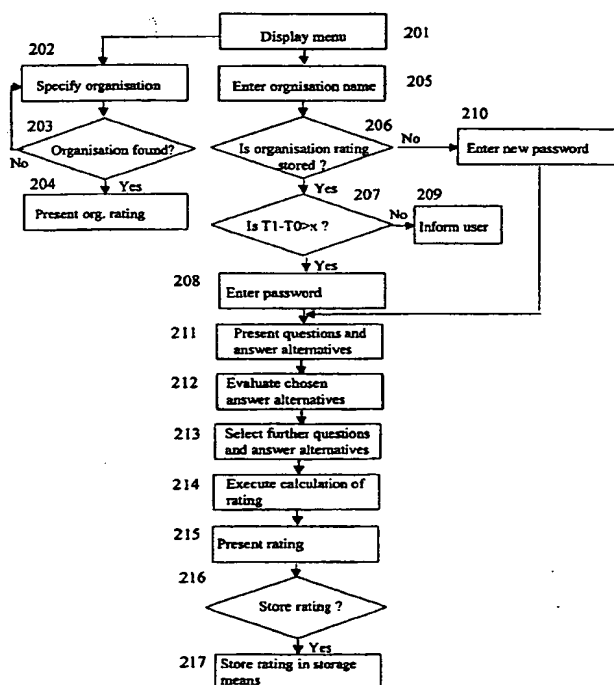 Display menu
201
202
Specify organisation
Enter orgnisation name
205
203
Organisation found?
No
Yes
204
Present org. rating
206
Is organisation rating
stored ?
No
210
Enter new password
Yes
207
Is T1-T0>x ?
No
209
Inform user
Yes
208
Enter password
211
Present questions and
answer alternatives
212
Evaluate chosen
answer alternatives
213
Select further questions
and answer alternatives
214
Execute calculation of
rating
215
Present rating
216
Store rating ?
Yes
217
Store rating in storage
means